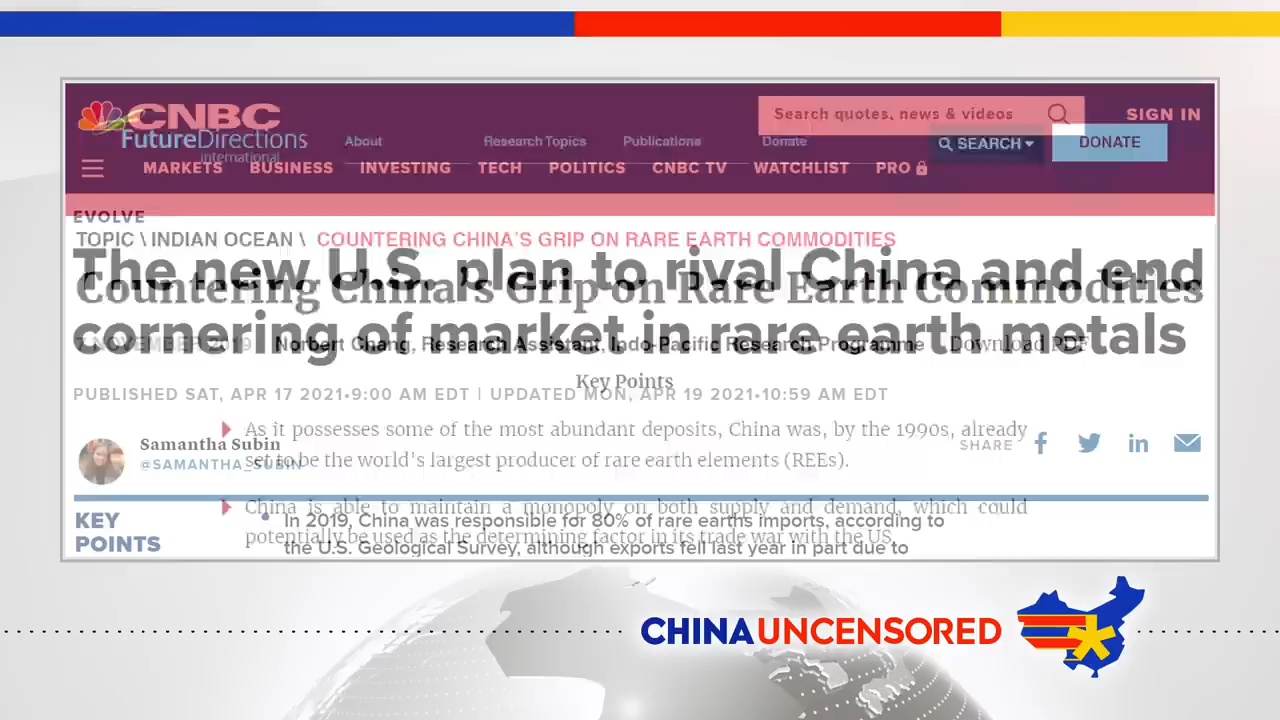 CNBC
Search quotes, news & videos
SIGN IN
FutureDirections
international
About
Research Topics
Publications
Donate
SEARCH
DONATE
MARKETS
BUSINESS
INVESTING
TECH
POLITICS
CNBC TV
WATCHLIST
PRO
EVOLVE
TOPIC \ INDIAN OCEAN \ COUNTERING CHINA'S GRIP ON RARE EARTH COMMODITIES
The new U.S. plan to rival China and end
Countering China's Grip on Rare Earth Commodities
cornering of market in rare earth metals
7 NOVEMBER 2019
Norbert Chang, Research Assistant, Indo-Pacific Research Programme
Download PDF
Key Points
PUBLISHED SAT, APR 17 2021•9:00 AM EDT | UPDATED MON, APR 19 2021•10:59 AM EDT
As it possesses some of the most abundant deposits, China was, by the 1990s, already
Samantha Subin
SHARE
set to be the world's largest producer of rare earth elements (REEs).
@SAMANTHA_SUBIN
China is able to maintain a monopoly on both supply and demand, which could
KEY
POINTS
In 2019, China was responsible for 80% of rare earths imports, according to
potentially be used as the determining factor in its trade war with the US.
the U.S. Geological Survey, although exports fell last year in part due to
CHINA UNCENSORED